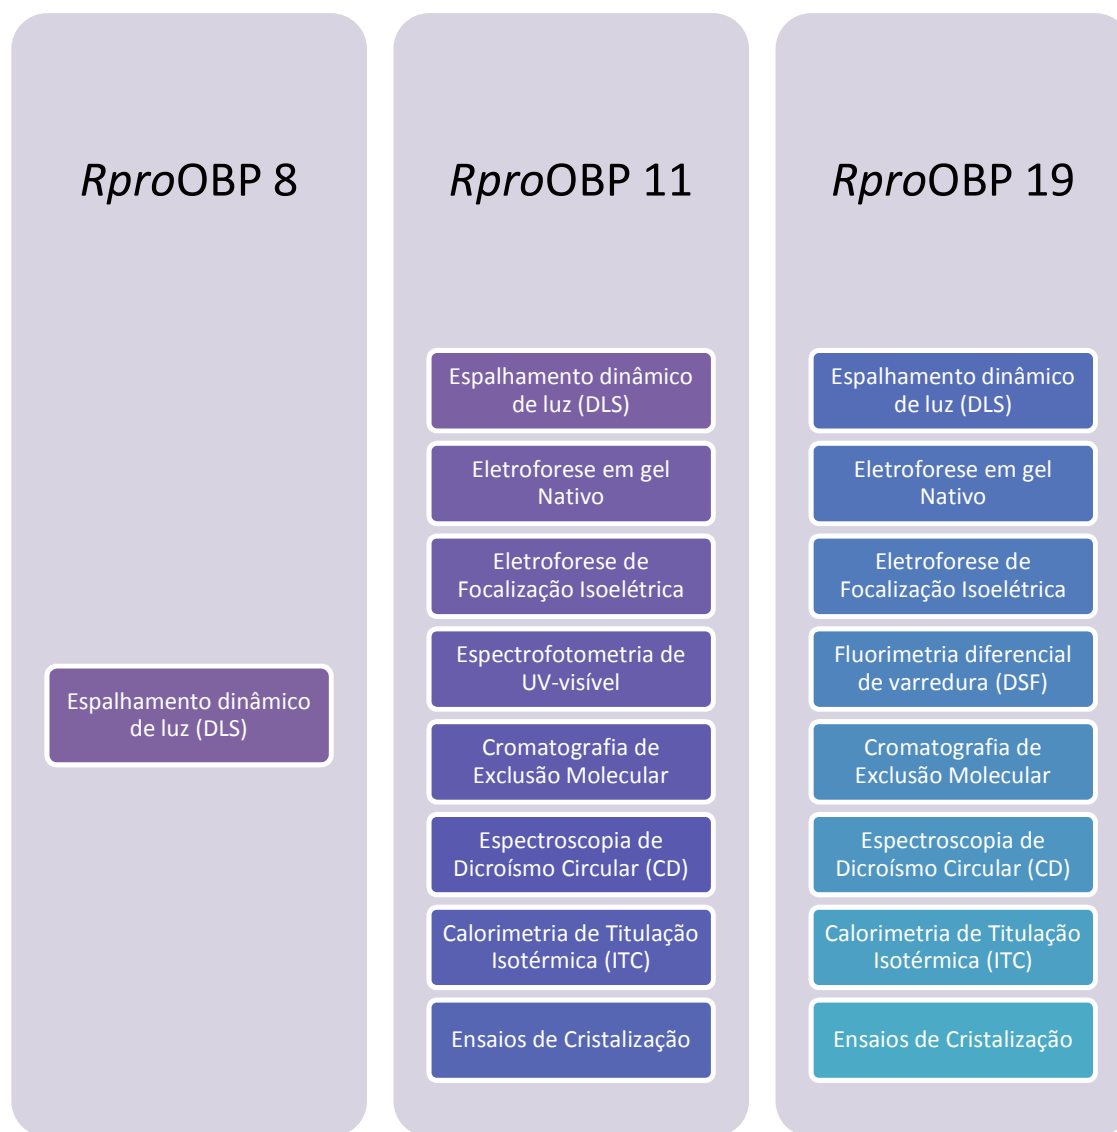 RproOBP 8
Espalhamento dinâmico
de luz (DLS)
RproOBP 11
Espalhamento dinâmico
de luz (DLS)
Eletroforese em gel
Nativo
Eletroforese de
Focalização Isoelétrica
Espectrofotometria de
UV-visível
Cromatografia de
Exclusão Molecular
Espectroscopia de
Dicroísmo Circular (CD)
Calorimetria de Titulação
Isotérmica (ITC)
Ensaios de Cristalização
RproOBP 19
Espalhamento dinâmico
de luz (DLS)
Eletroforese em gel
Nativo
Eletroforese de
Focalização Isoelétrica
Fluorimetria diferencial
de varredura (DSF)
Cromatografia de
Exclusão Molecular
Espectroscopia de
Dicroísmo Circular (CD)
Calorimetria de Titulação
Isotérmica (ITC)
Ensaios de Cristalização